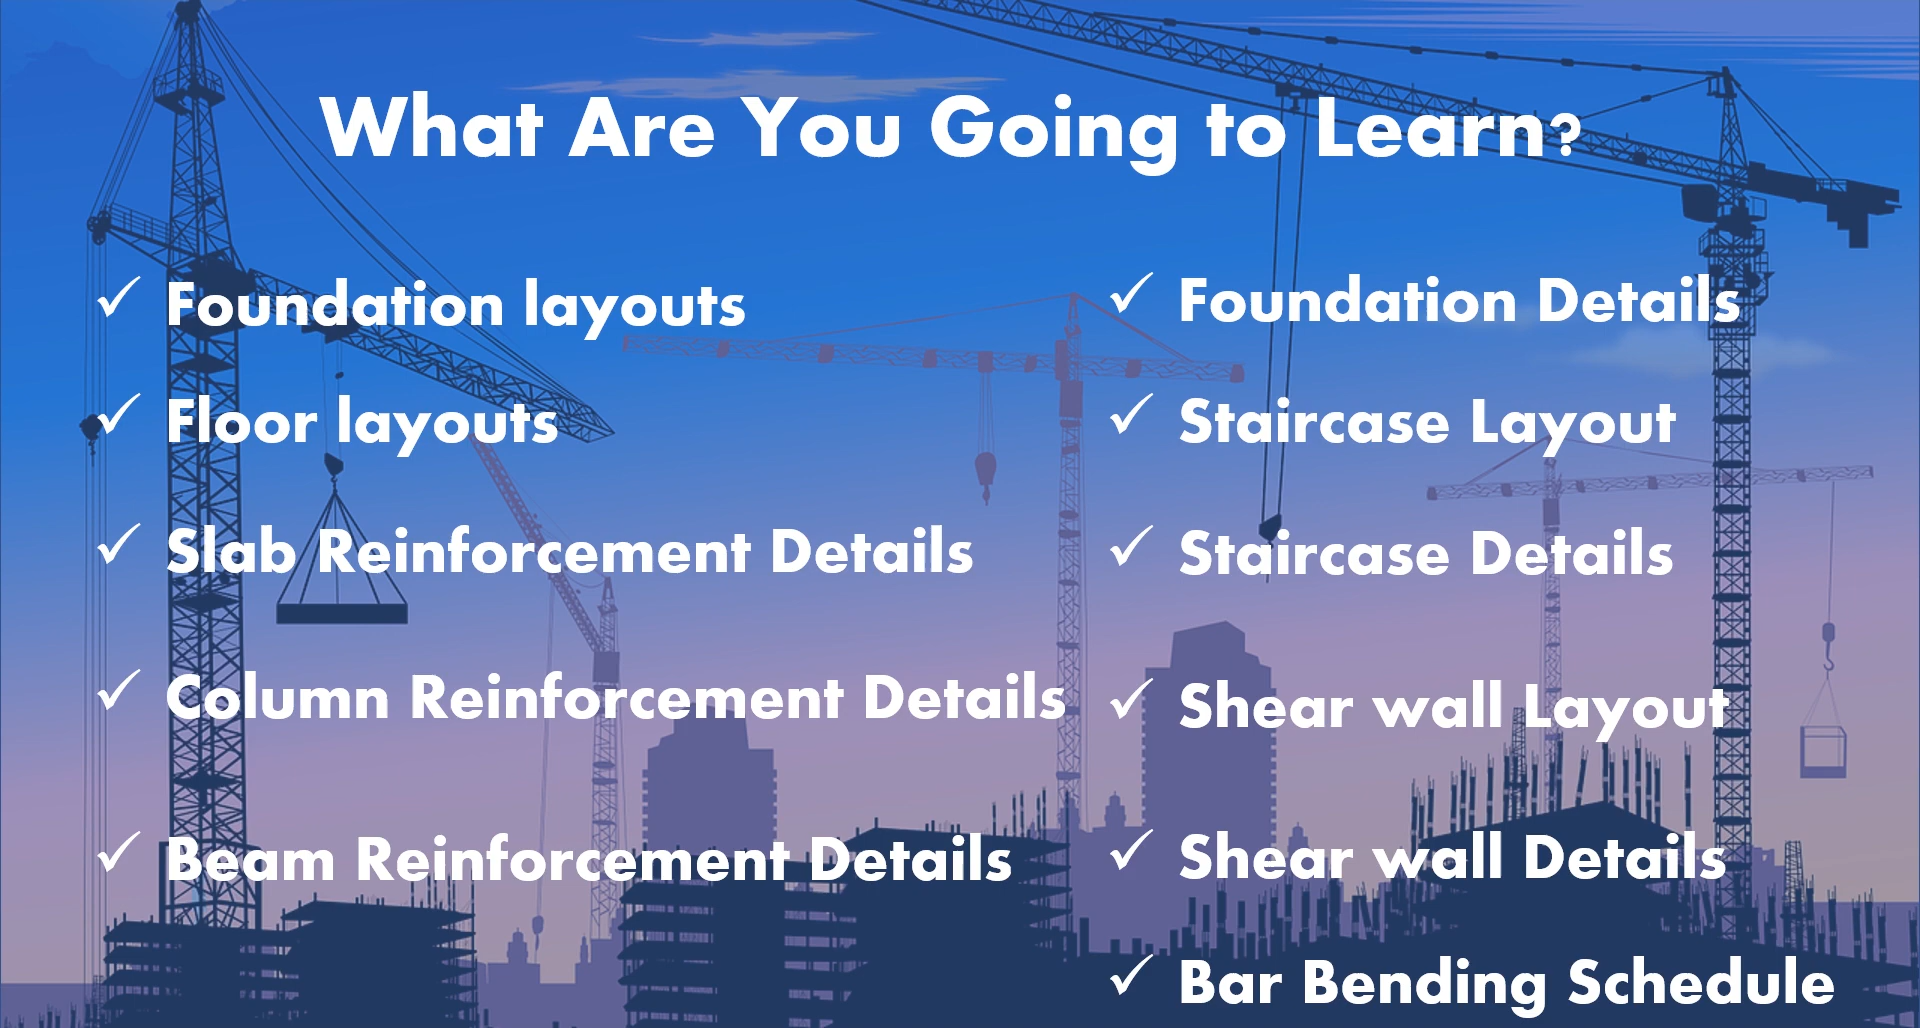 What Are You Going to Learn?
✓ Foundation layouts
✓ Floor layouts
✓ Slab Reinforcement Details
✓ Column Reinforcement Details
✓ Beam Reinforcement Details
✓ Foundation Details
✓ Staircase Layout
✓ Staircase Details
✓ Shear wall Layout
✓ Shear wall Details
✓ Bar Bending Schedule